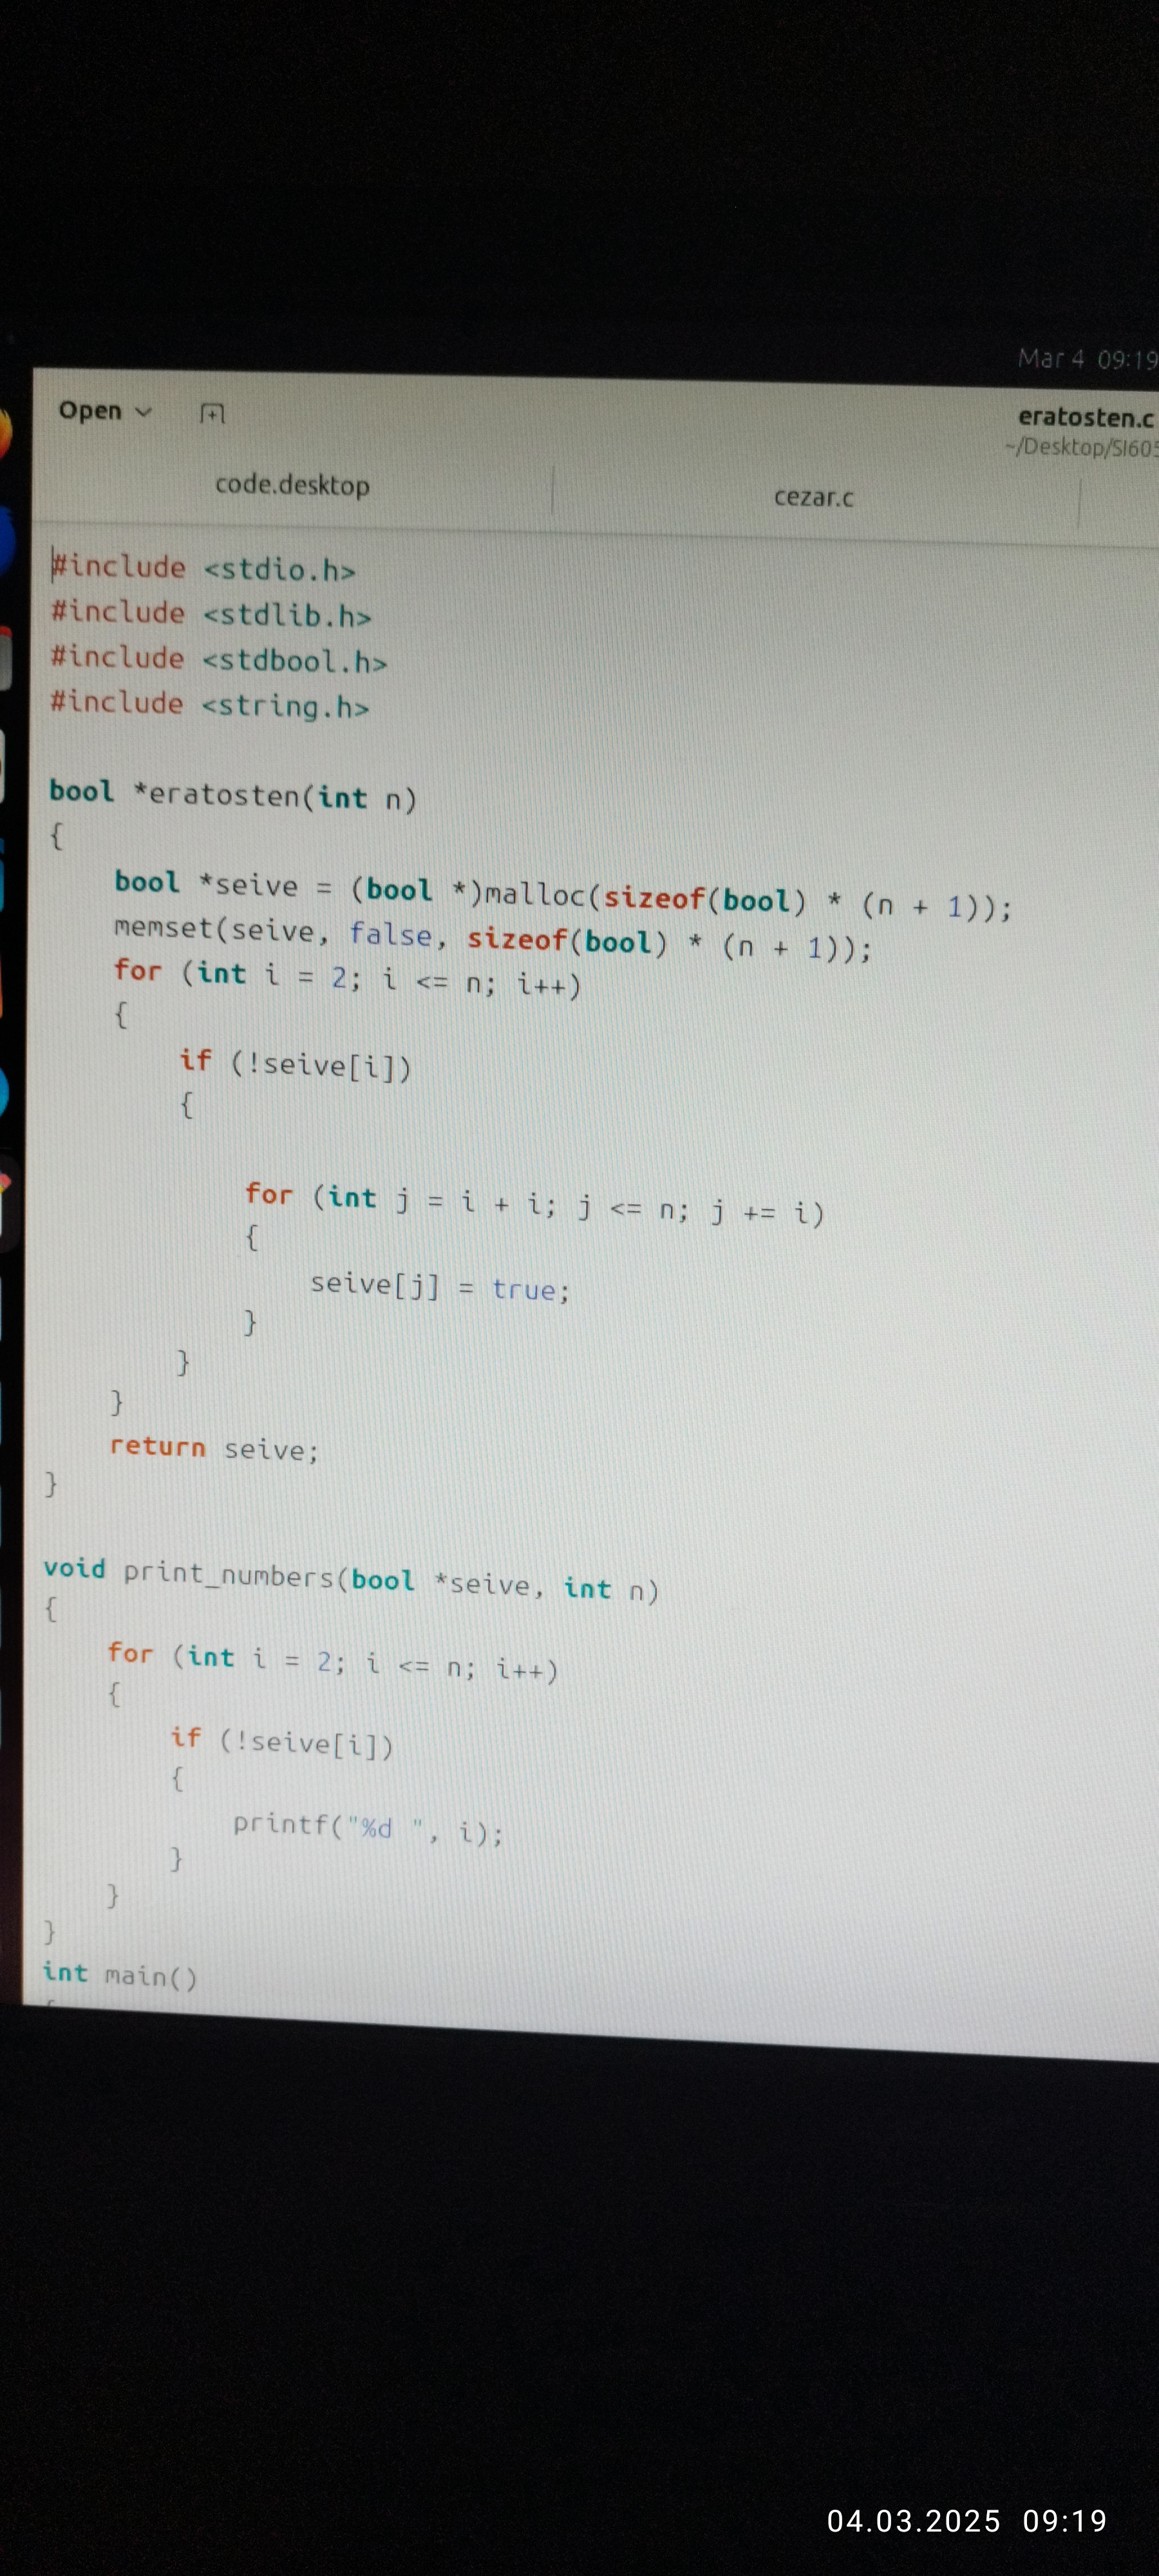 Mar 4 09:19
Open
eratosten.c
~/Desktop/SI605
code.desktop
cezar.c
#include <stdio.h>
#include <stdlib.h>
#include <stdbool.h>
#include <string.h>
bool *eratosten(int n)
{
    bool *seive = (bool *)malloc(sizeof(bool) * (n + 1));
    memset(seive, false, sizeof(bool) * (n + 1));
    for (int i = 2; i <= n; i++)
    {
        if (!seive[i])
        {
            for (int j = i + i; j <= n; j += i)
            {
                seive[j] = true;
            }
        }
    }
    return seive;
}
void print_numbers(bool *seive, int n)
{
    for (int i = 2; i <= n; i++)
    {
        if (!seive[i])
        {
            printf("%d ", i);
        }
    }
}
int main()
04.03.2025 09:19